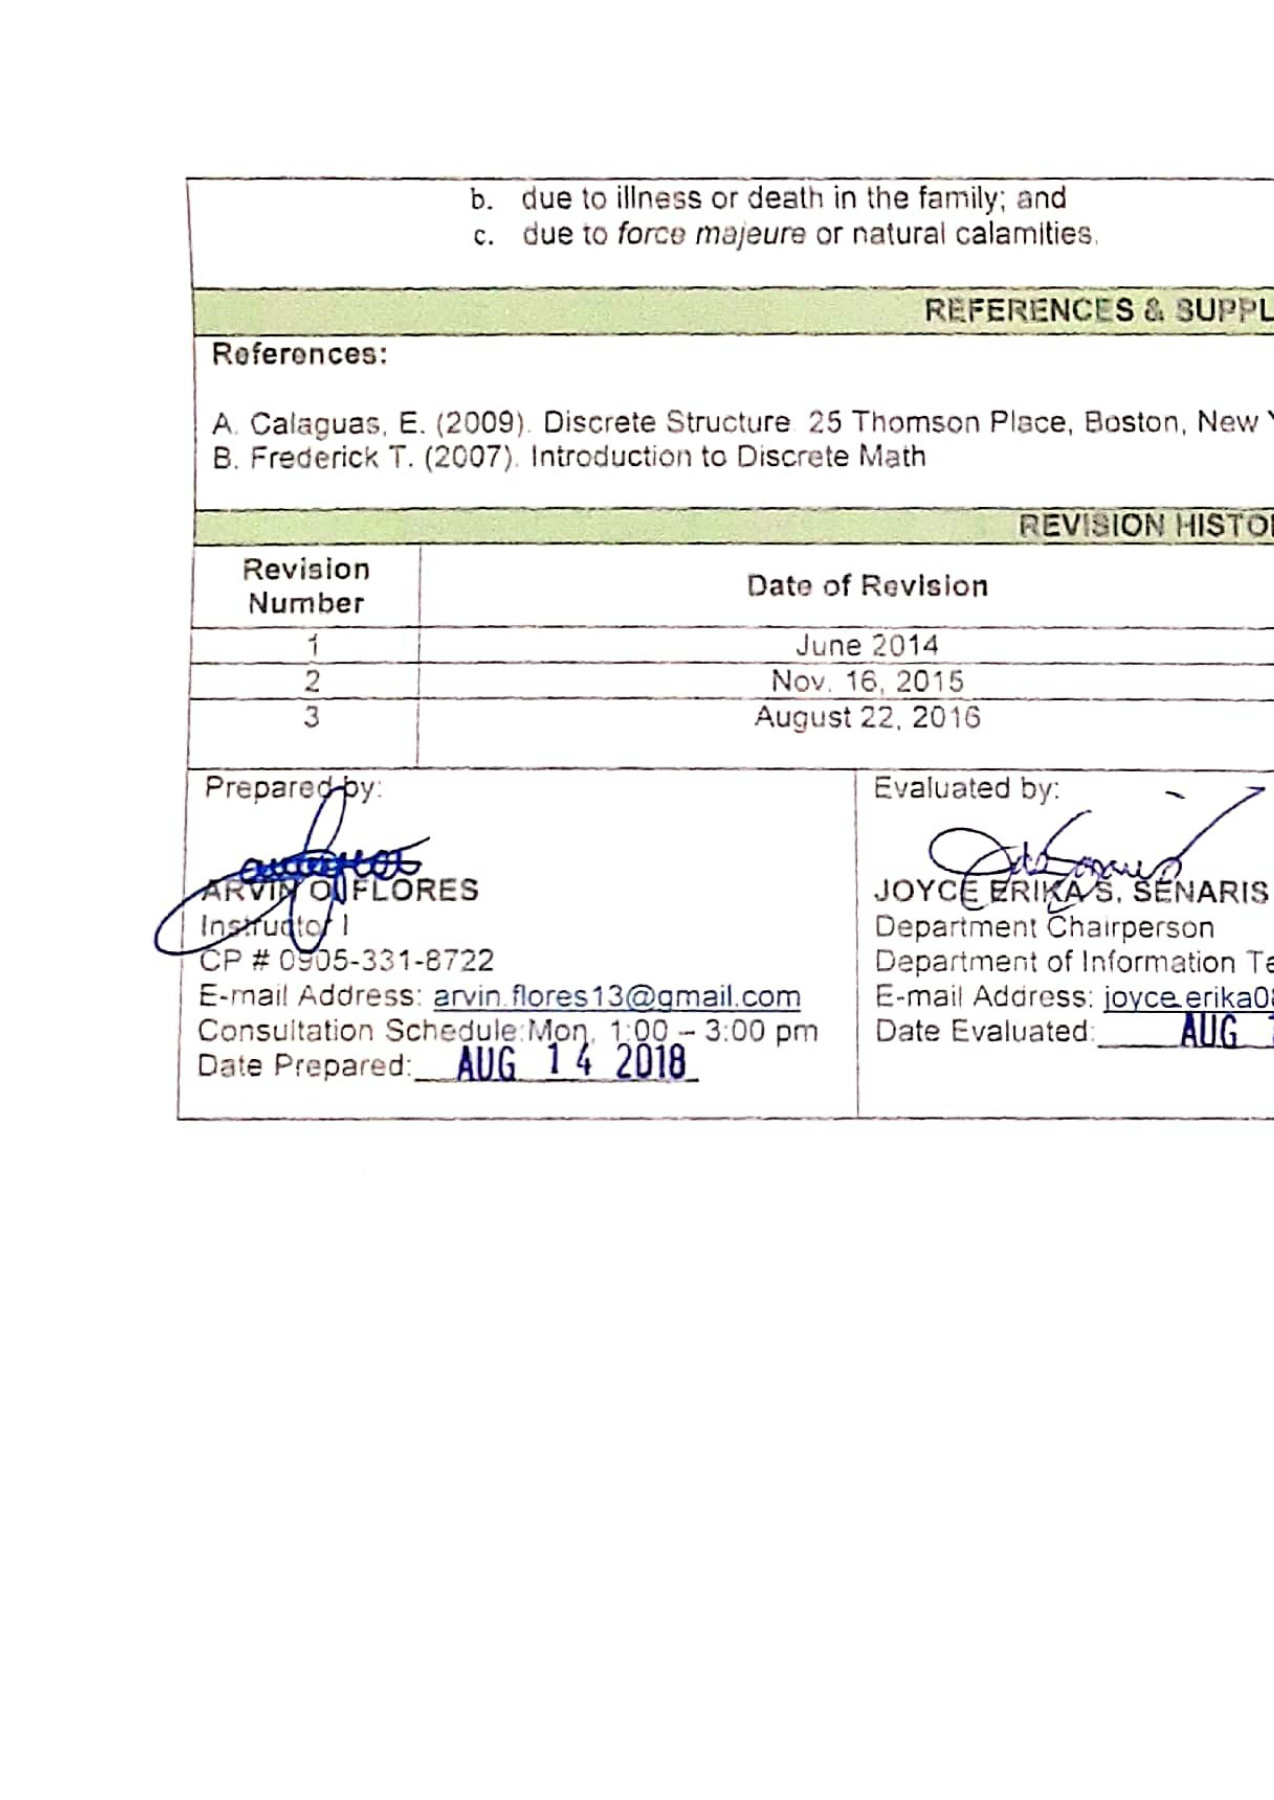 b. due to illness or death in the family; and
c. due to force majeure or natural calamities.
REFERENCES & SUPPL
References:
A. Calaguas, E. (2009). Discrete Structure. 25 Thomson Place, Boston, New
B. Frederick T. (2007). Introduction to Discrete Math
REVISION HISTO
Revision
Number
Date of Revision
1 June 2014
2 Nov. 16, 2015
3 August 22, 2016
Prepared by:
ARVIN O. FLORES
Instructor I
CP # 0905-331-8722
E-mail Address: arvin.flores13@gmail.com
Consultation Schedule:Mon, 1:00 – 3:00 pm
Date Prepared: AUG 14 2018
Evaluated by:
JOYCE ERIKA S. SENARIS
Department Chairperson
Department of Information Te
E-mail Address: joyce.erika08
Date Evaluated: AUG